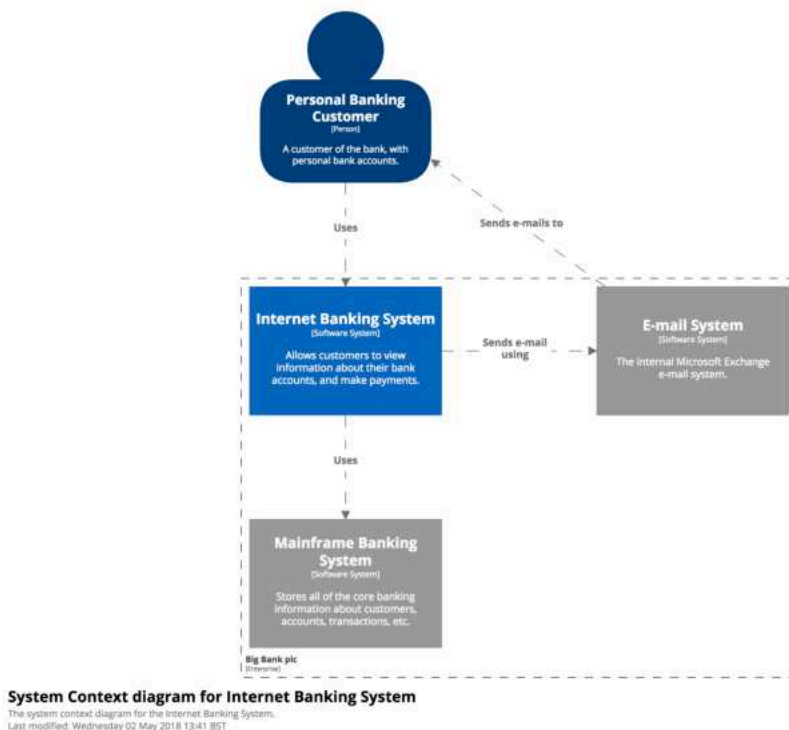 Personal Banking
Customer
[Person]
A customer of the bank, with
personal bank accounts.
Sends e-mails to
Uses
Internet Banking System
[Software System]
Allows customers to view
information about their bank
accounts, and make payments.
Sends e-mail
using
E-mail System
[Software System]
The internal Microsoft Exchange
e-mail system.
Uses
Mainframe Banking
System
[Software System]
Stores all of the core banking
information about customers,
accounts, transactions, etc.
Big Bank plc
[Enterprise]
System Context diagram for Internet Banking System
The system context diagram for the Internet Banking System.
Last modified: Wednesday 02 May 2018 13:41 BST